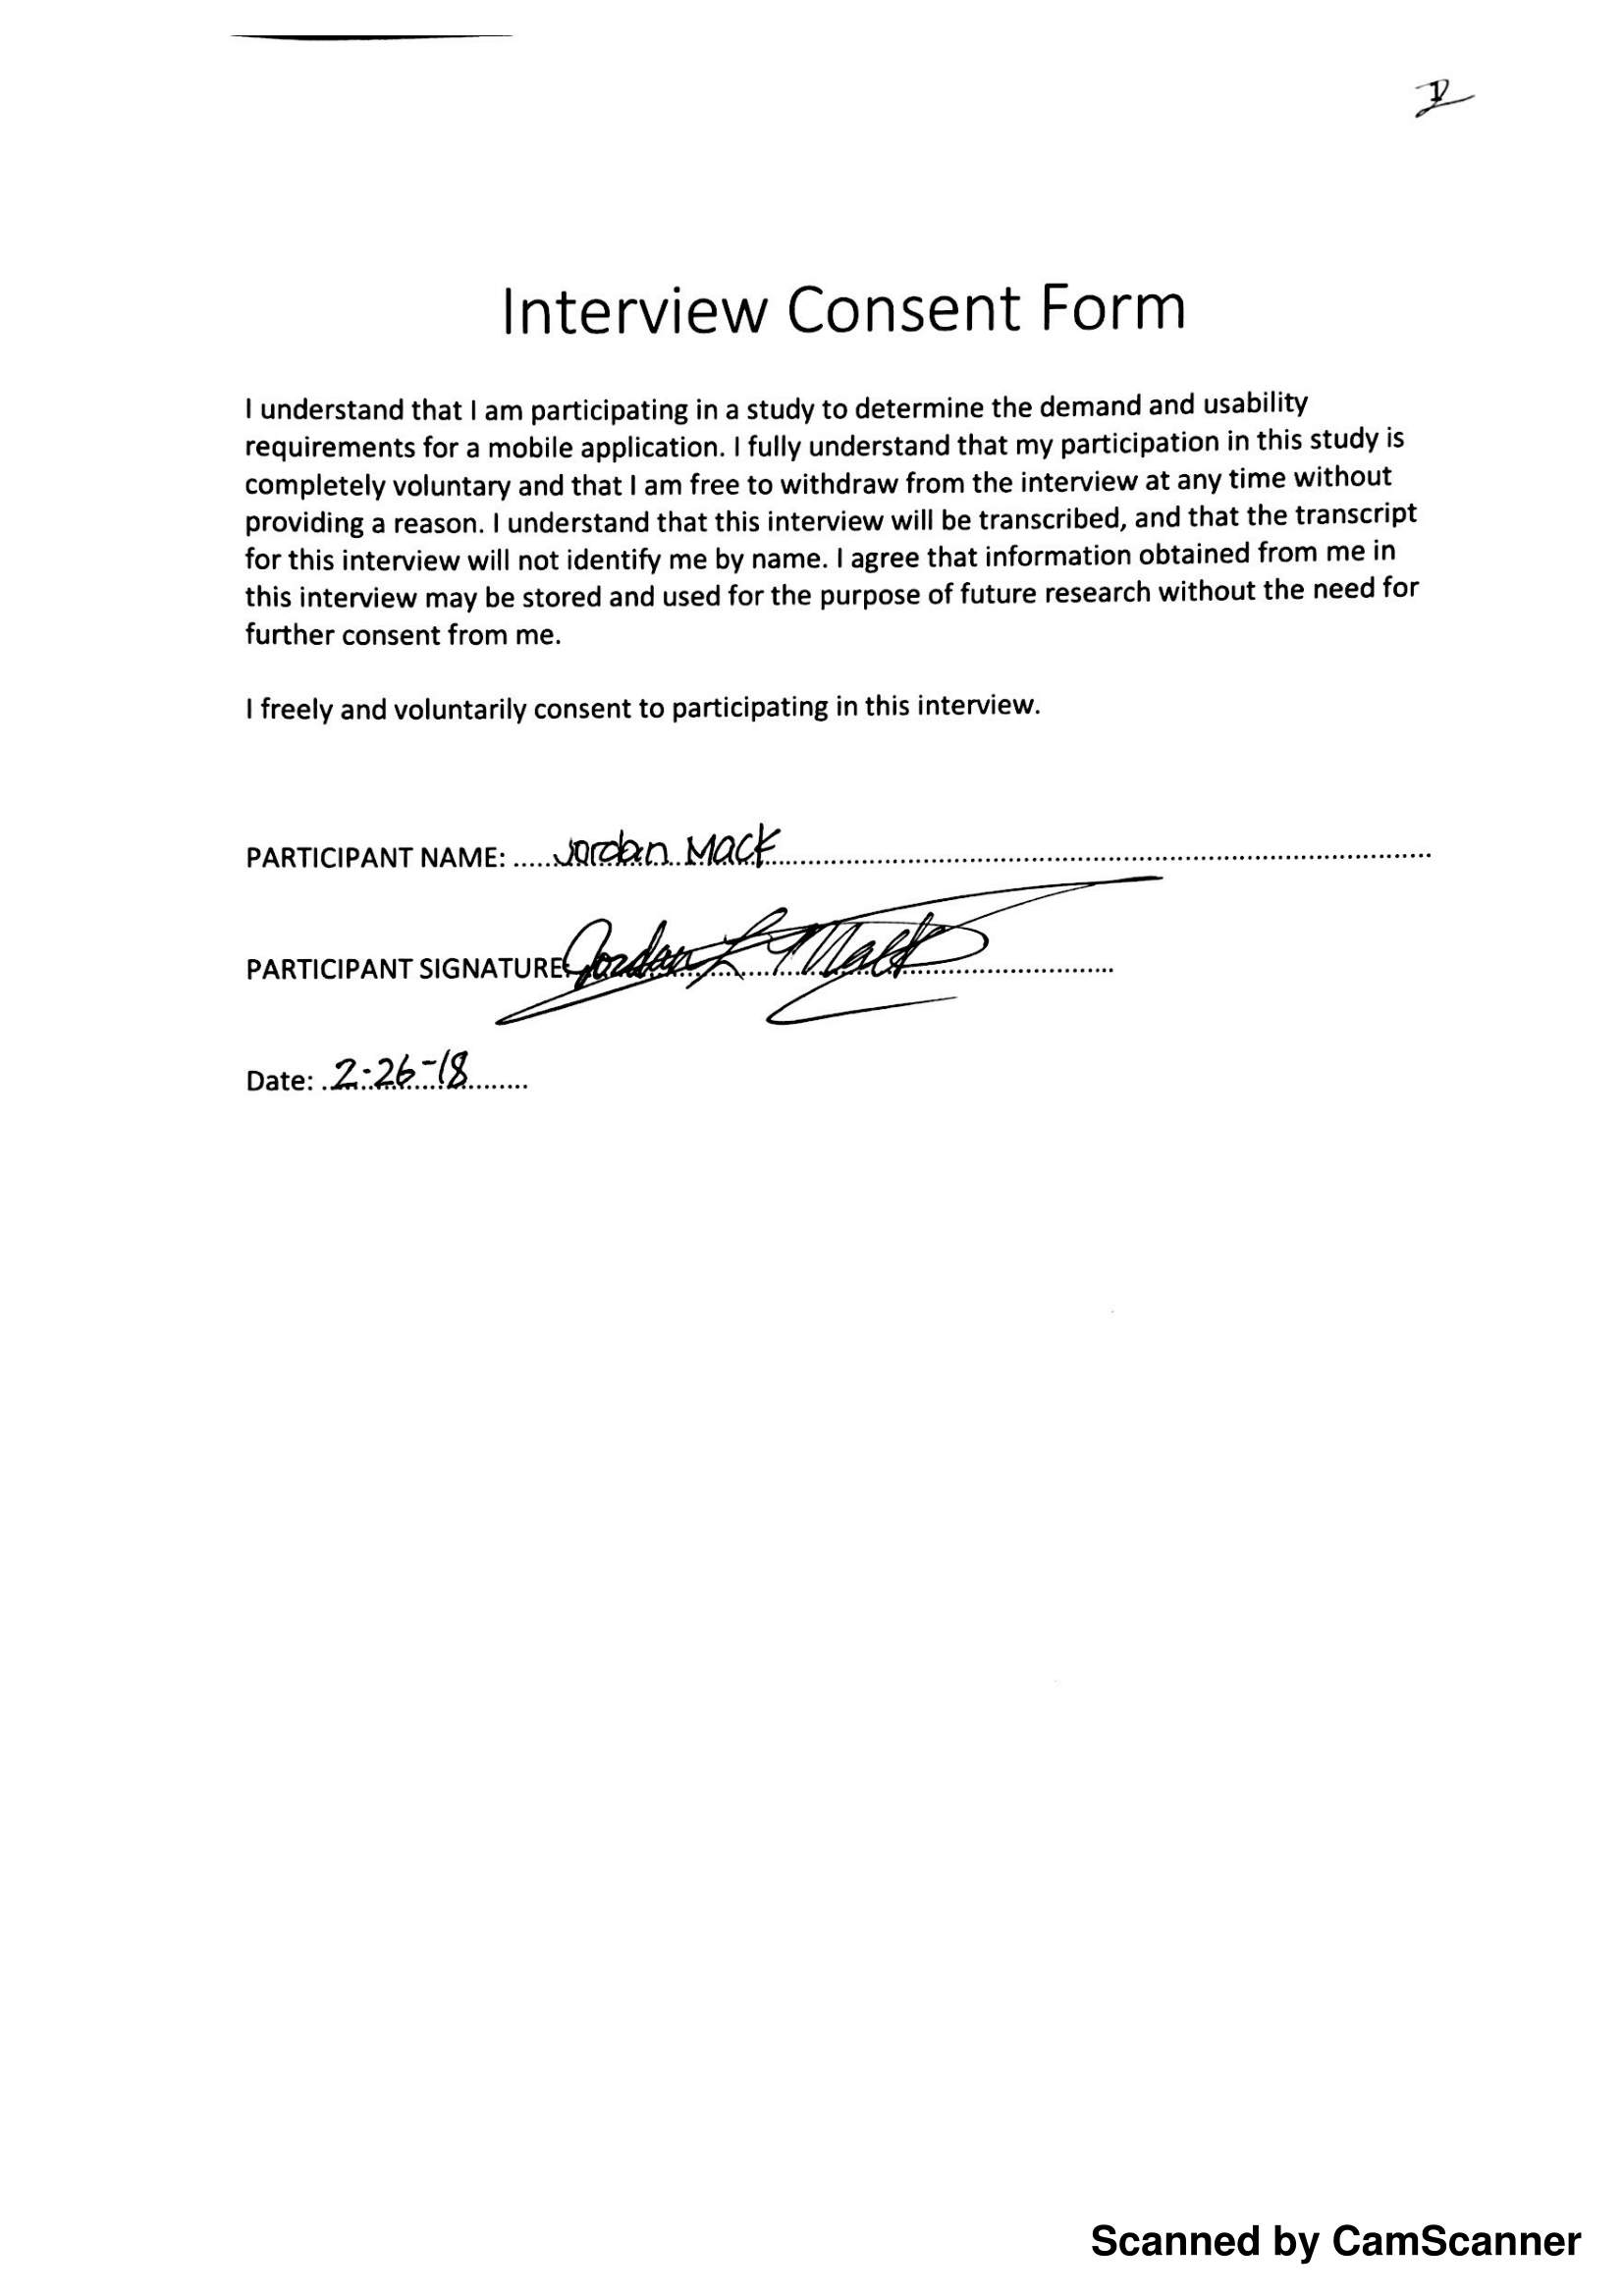 Interview Consent Form
I understand that I am participating in a study to determine the demand and usability
requirements for a mobile application. I fully understand that my participation in this study is
completely voluntary and that I am free to withdraw from the interview at any time without
providing a reason. I understand that this interview will be transcribed, and that the transcript
for this interview will not identify me by name. I agree that information obtained from me in
this interview may be stored and used for the purpose of future research without the need for
further consent from me.
I freely and voluntarily consent to participating in this interview.
PARTICIPANT NAME: Jordan Mack
PARTICIPANT SIGNATURE: Jordan L Mack
Date: 2-26-18
Scanned by CamScanner